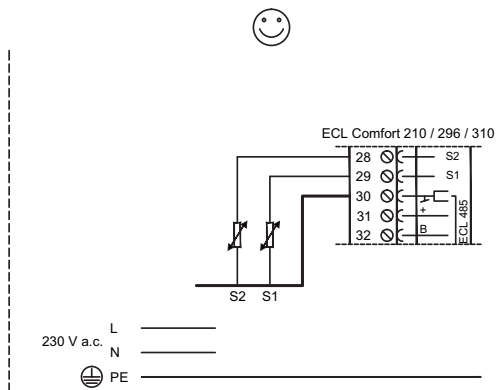 ECL Comfort 210 / 296 / 310
28 S2
29 S1
30
31 +
32 B
ECL 485
S2 S1
L
230 V a.c.
N
PE